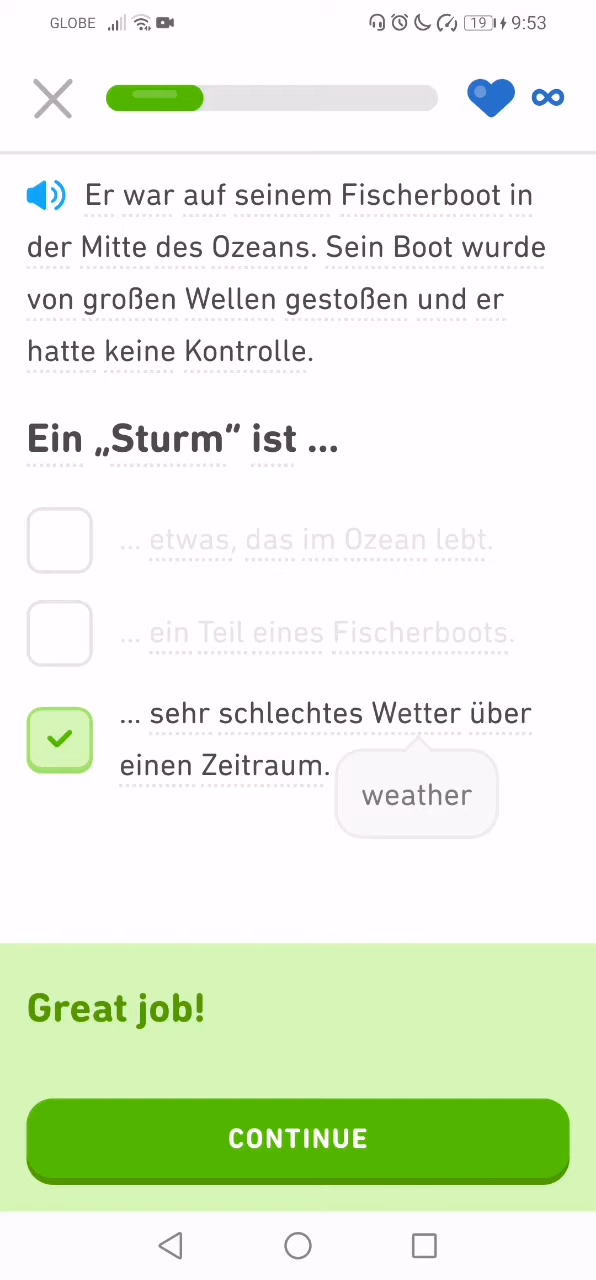 GLOBE 19 9:53
Er war auf seinem Fischerboot in
der Mitte des Ozeans. Sein Boot wurde
von großen Wellen gestoßen und er
hatte keine Kontrolle.
Ein „Sturm“ ist ...
... etwas, das im Ozean lebt.
... ein Teil eines Fischerboots.
... sehr schlechtes Wetter über
einen Zeitraum.
weather
Great job!
CONTINUE